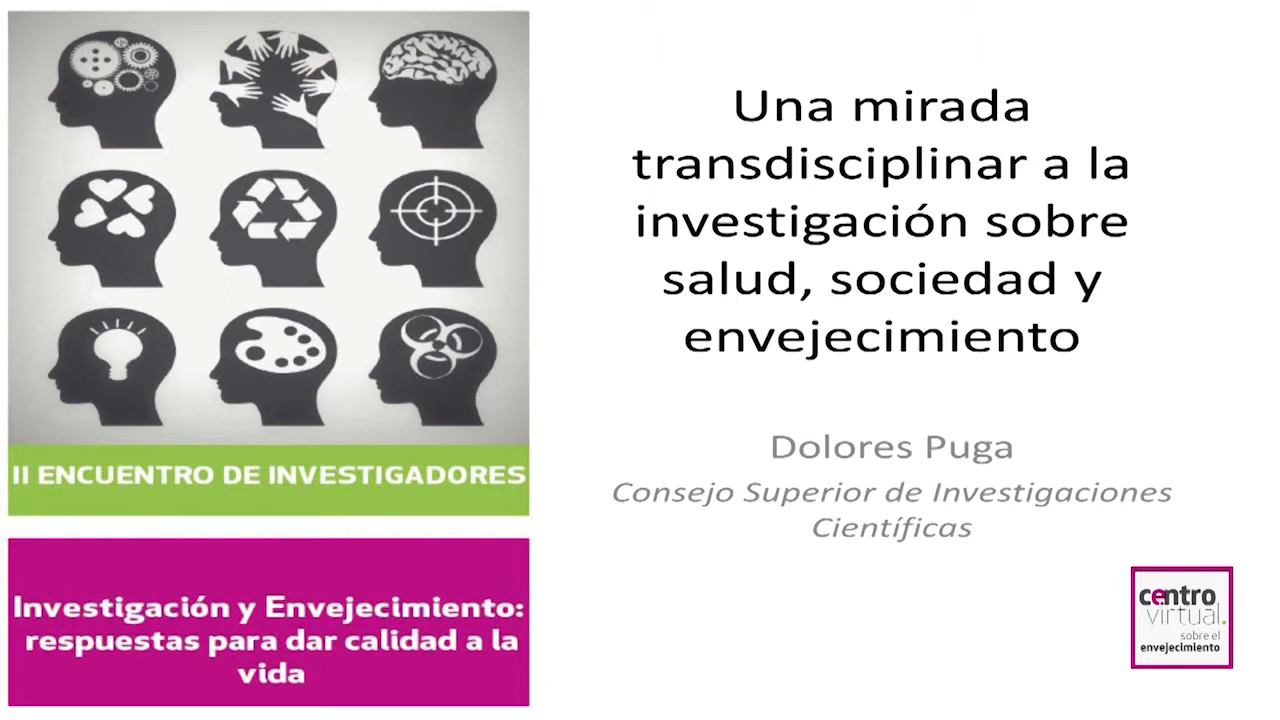 II ENCUENTRO DE INVESTIGADORES
Investigación y Envejecimiento:
respuestas para dar calidad a la
vida
Una mirada
transdisciplinar a la
investigación sobre
salud, sociedad y
envejecimiento
Dolores Puga
Consejo Superior de Investigaciones
Científicas
centro
virtual.
sobre el
envejecimiento